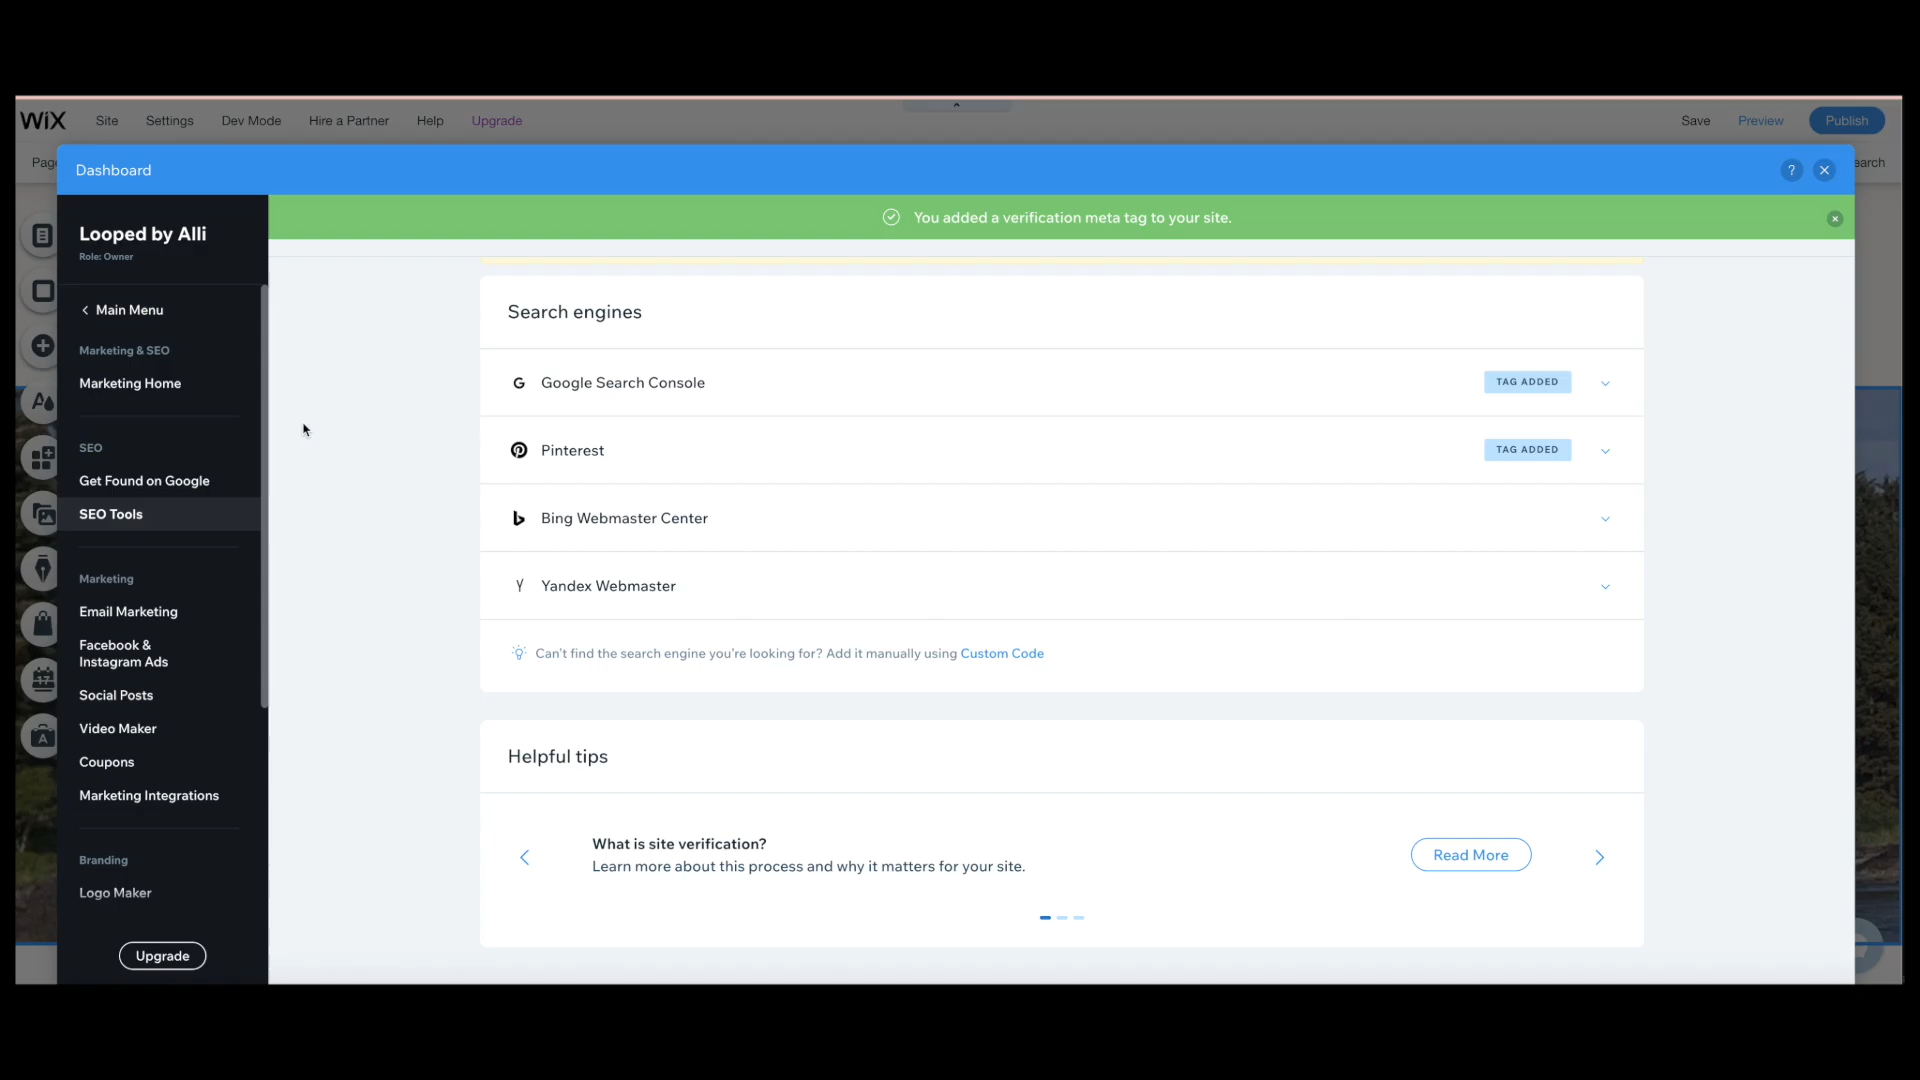 WiX Site Settings Dev Mode Hire a Partner Help Upgrade Save Preview Publish
Dashboard
?
Looped by Alli
Role: Owner
Main Menu
Marketing & SEO
Marketing Home
SEO
Get Found on Google
SEO Tools
Marketing
Email Marketing
Facebook &
Instagram Ads
Social Posts
Video Maker
Coupons
Marketing Integrations
Branding
Logo Maker
Upgrade
You added a verification meta tag to your site.
Search engines
Google Search Console TAG ADDED
Pinterest TAG ADDED
Bing Webmaster Center
Yandex Webmaster
Can't find the search engine you're looking for? Add it manually using Custom Code
Helpful tips
What is site verification?
Learn more about this process and why it matters for your site.
Read More